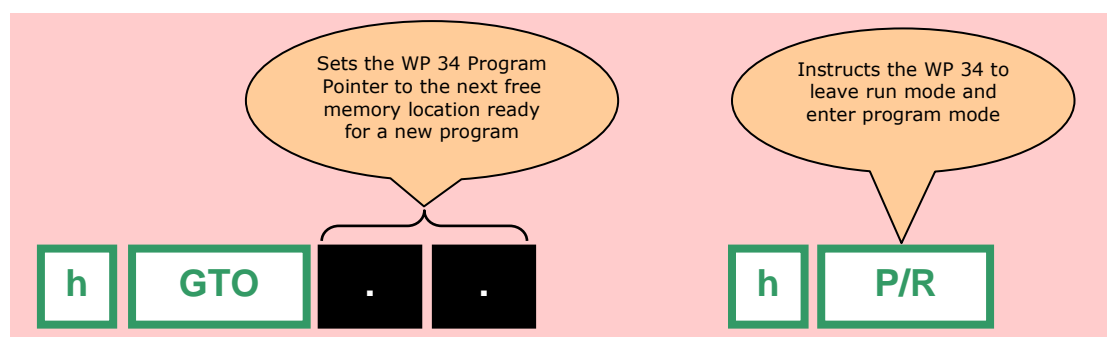 Sets the WP 34 Program
Pointer to the next free
memory location ready
for a new program
Instructs the WP 34 to
leave run mode and
enter program mode
h GTO . . h P/R